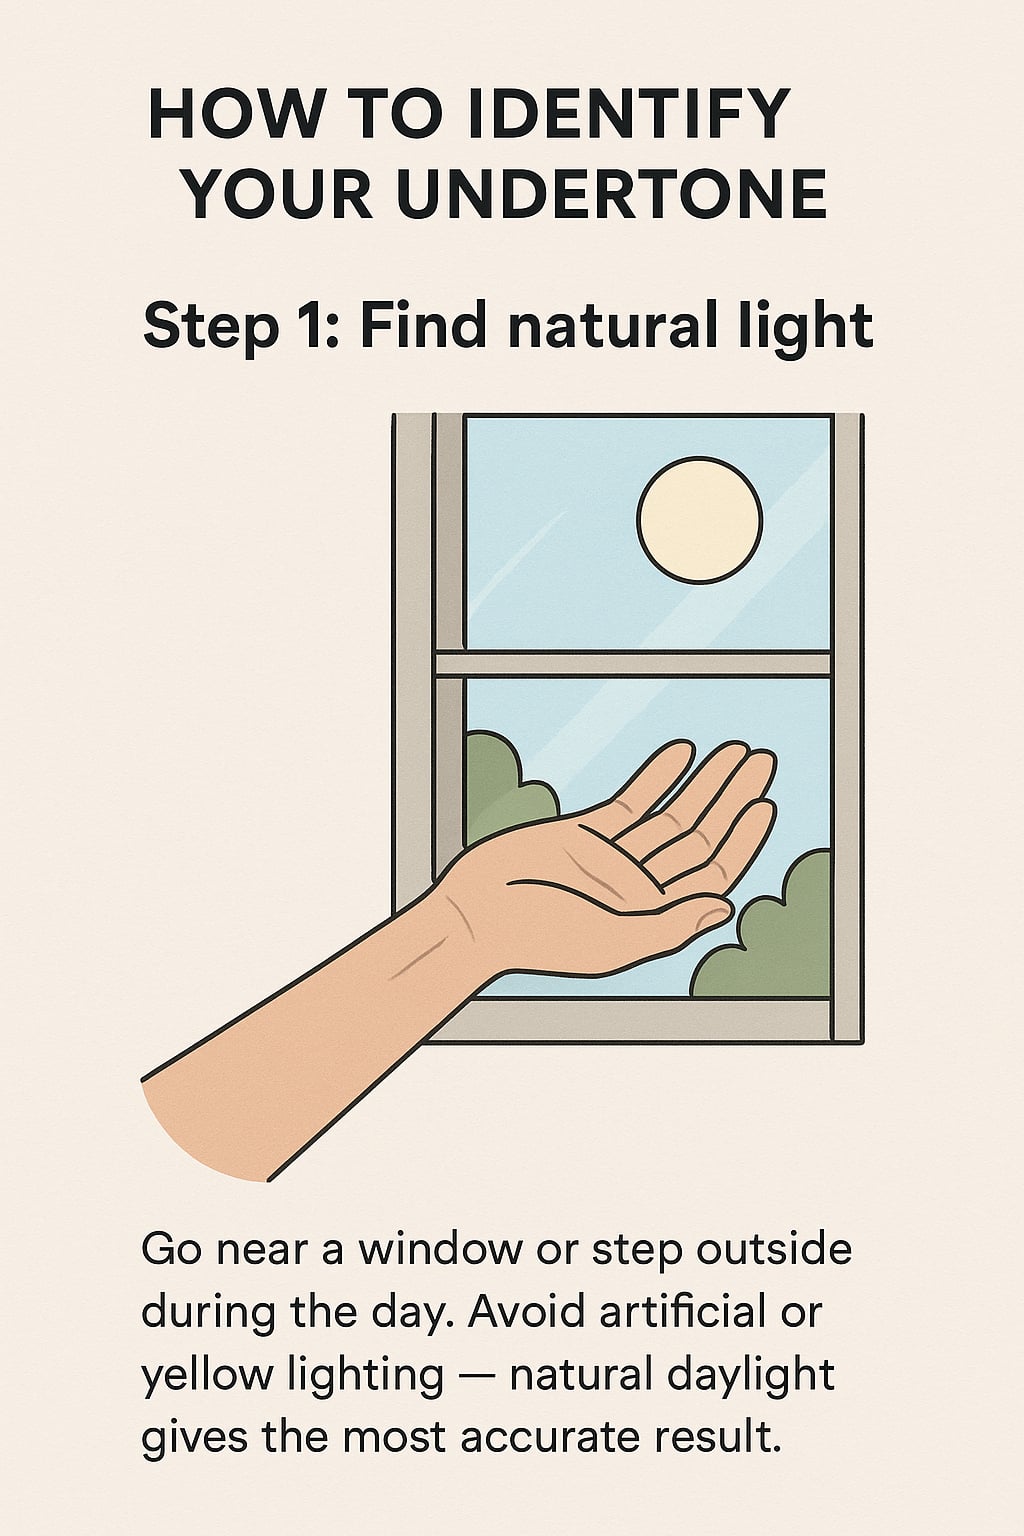 HOW TO IDENTIFY
YOUR UNDERTONE
Step 1: Find natural light
Go near a window or step outside
during the day. Avoid artificial or
yellow lighting — natural daylight
gives the most accurate result.